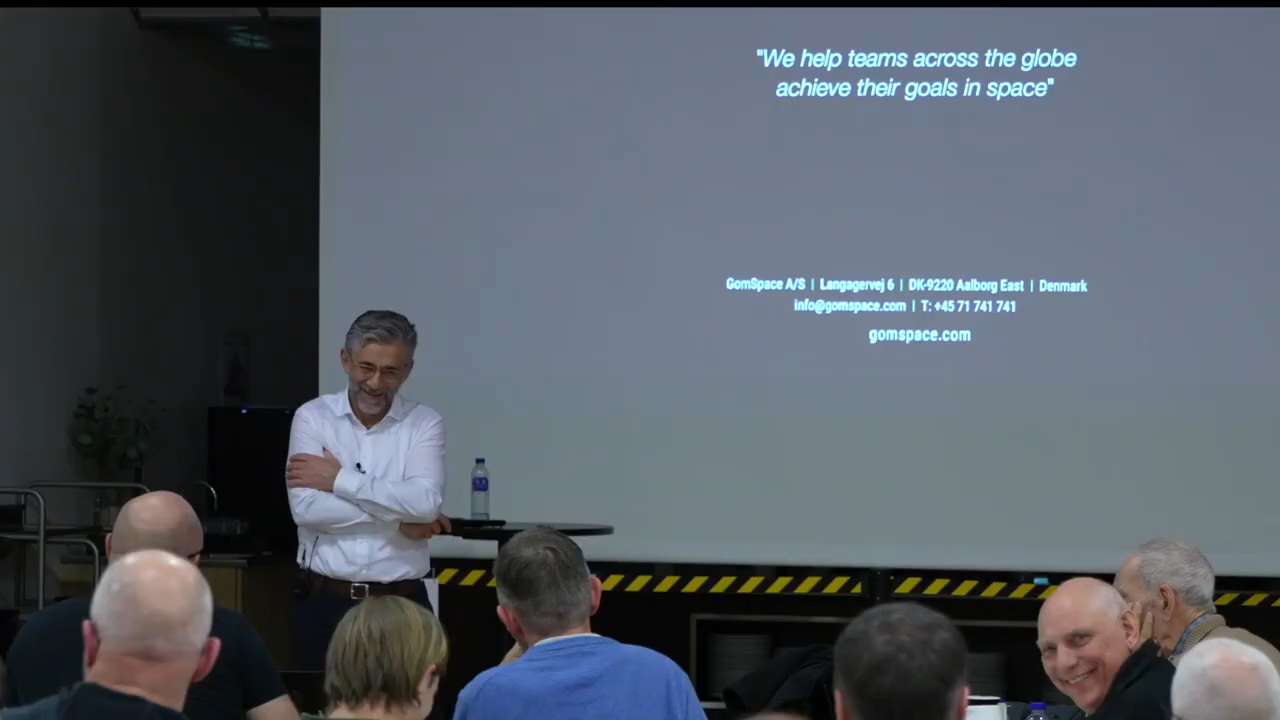 "We help teams across the globe
achieve their goals in space"
GomSpace A/S | Langagervej 6 | DK-9220 Aalborg East | Denmark
info@gomspace.com | T: +45 71 741 741
gomspace.com